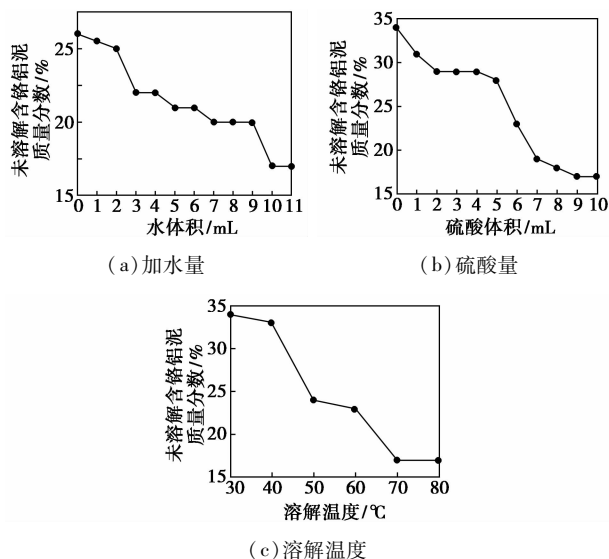 未溶解含铬铝泥
质量分数/%
25
20
15
0 1 2 3 4 5 6 7 8 9 10 11
水体积/mL
(a)加水量
未溶解含铬铝泥
质量分数/%
35
30
25
20
15
0 1 2 3 4 5 6 7 8 9 10
硫酸体积/mL
(b)硫酸量
未溶解含铬铝泥
质量分数/%
35
33
28
23
18
15
30 40 50 60 70 80
溶解温度/℃
(c)溶解温度